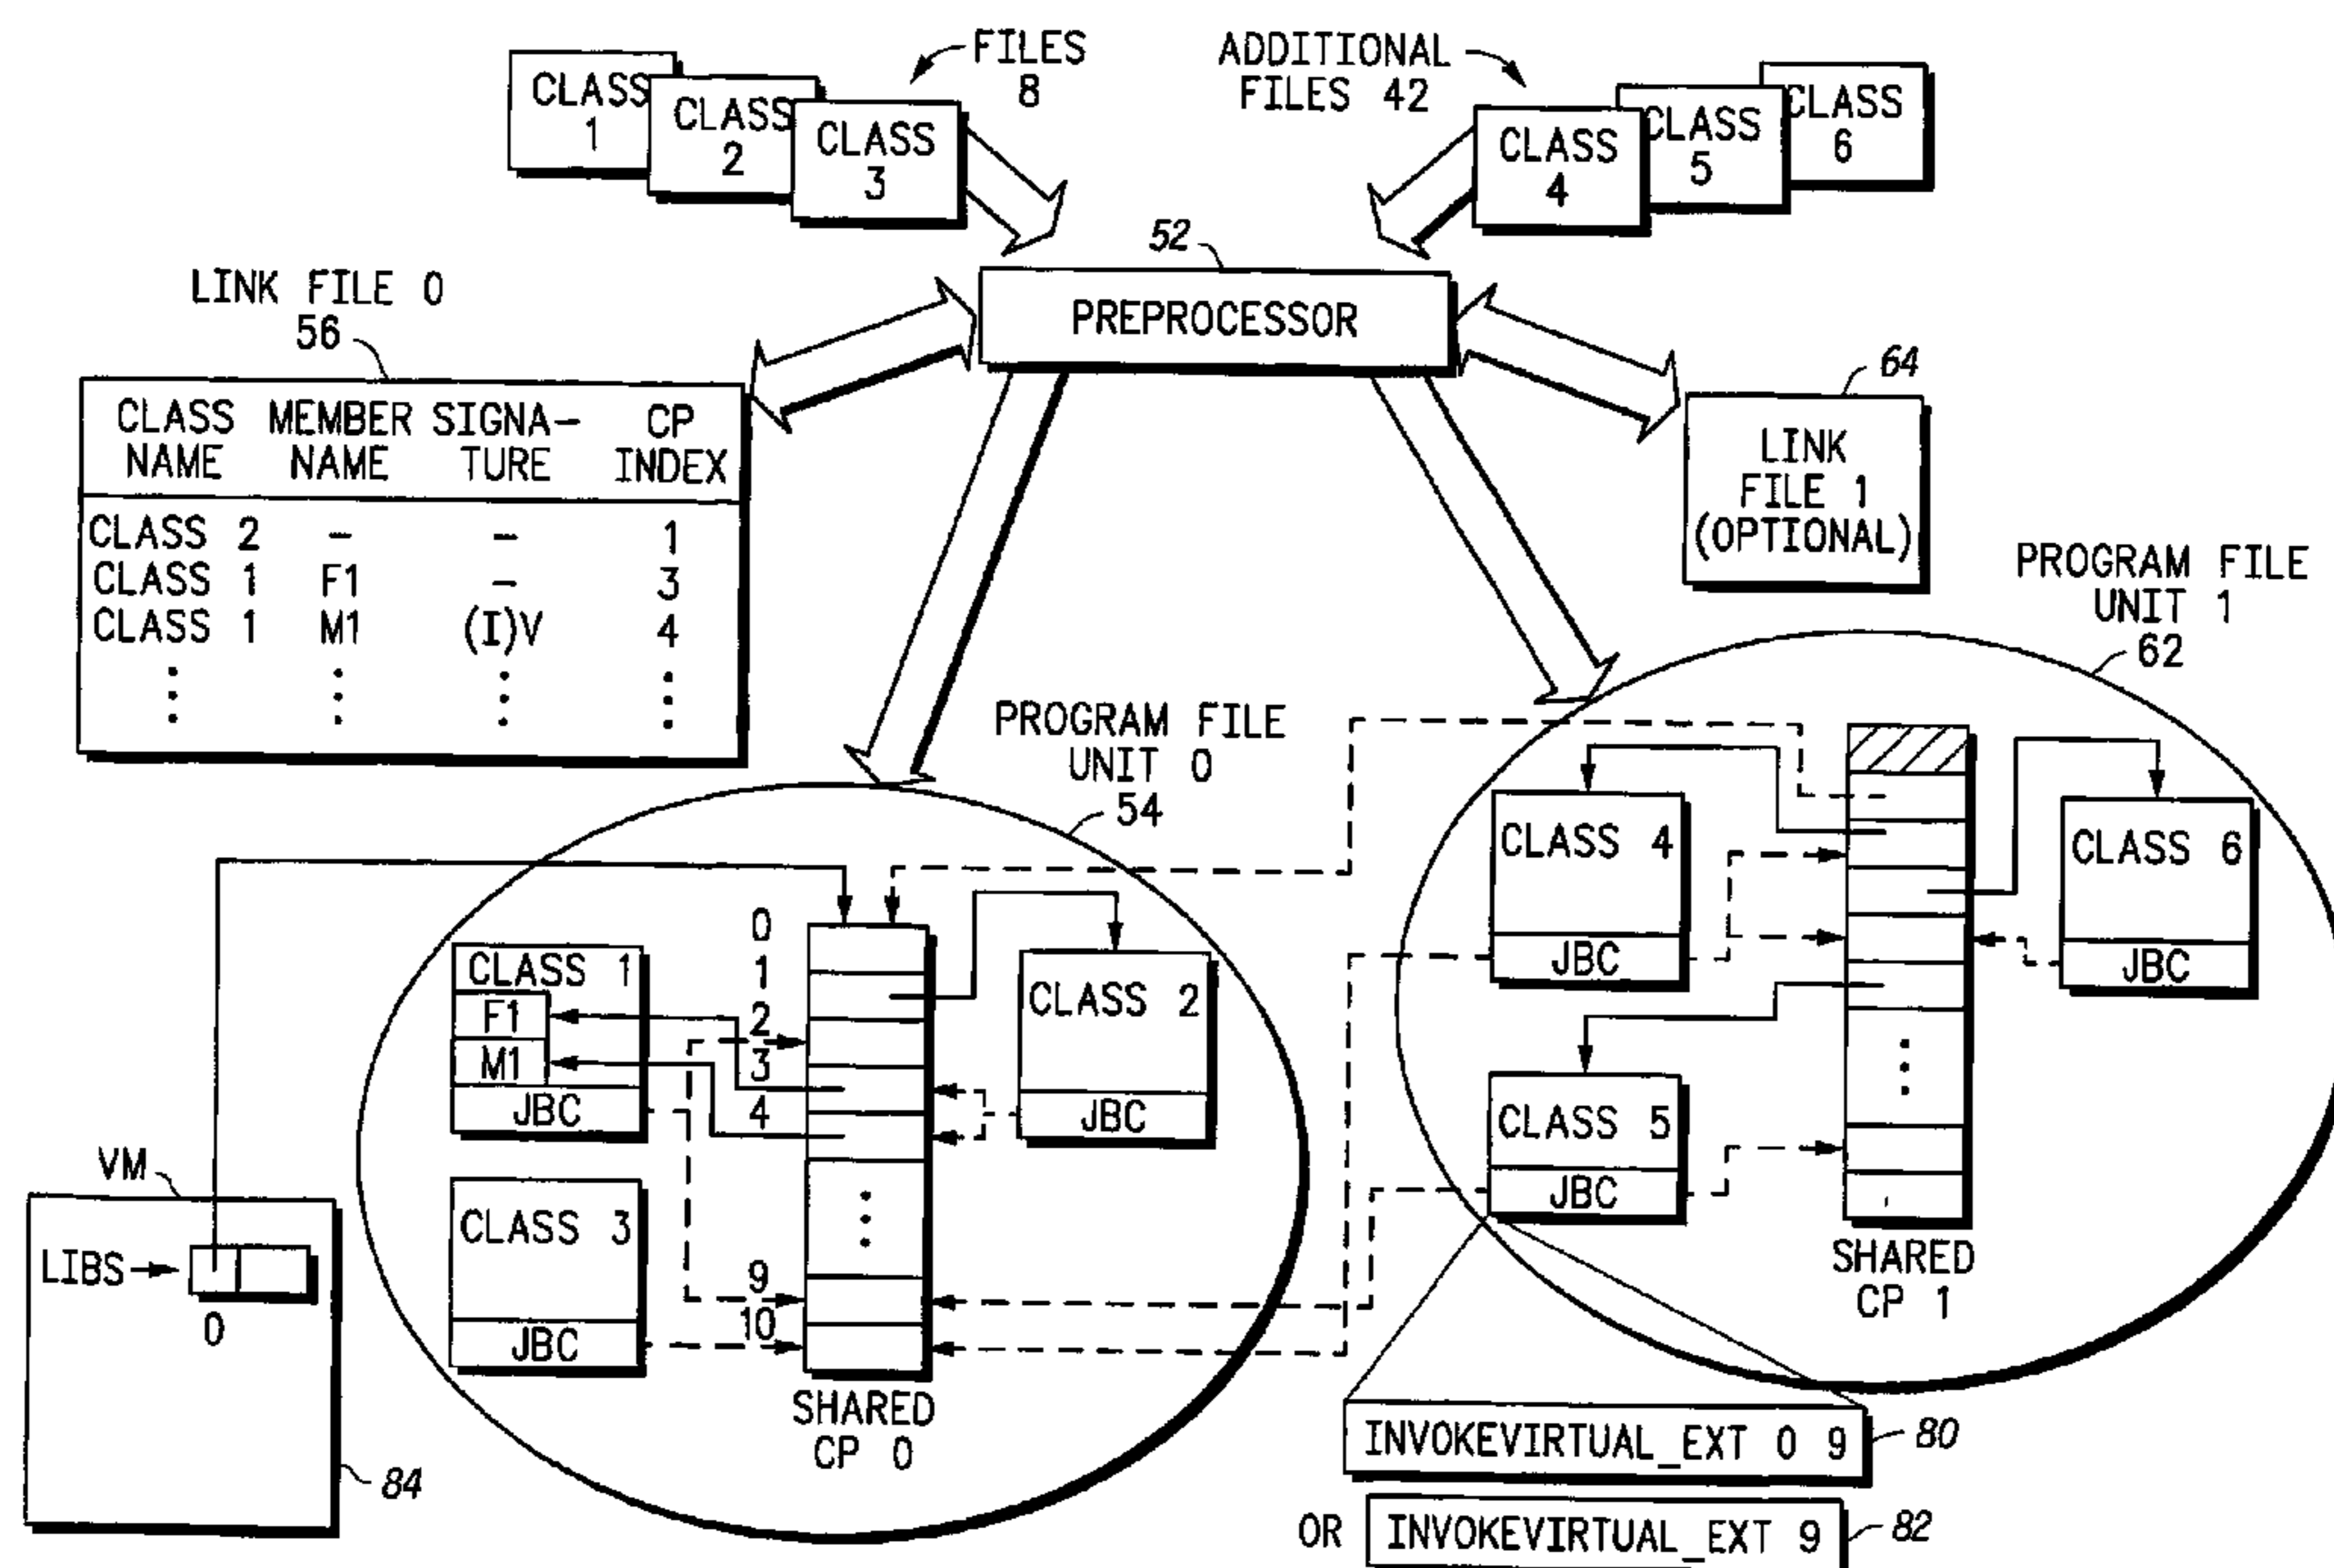 FILES
8
ADDITIONAL
FILES 42
CLASS
1
CLASS
2
CLASS
3
CLASS
4
CLASS
5
CLASS
6
52
PREPROCESSOR
LINK FILE 0
56
CLASS NAME MEMBER NAME SIGNA-TURE CP INDEX
CLASS 2 - - 1
CLASS 1 F1 - 3
CLASS 1 M1 (I)V 4
64
LINK
FILE 1
(OPTIONAL)
PROGRAM FILE
UNIT 1
62
PROGRAM FILE
UNIT 0
54
CLASS 1
F1
M1
JBC
CLASS 3
JBC
0
1
2
3
4
9
10
CLASS 2
JBC
SHARED
CP 0
CLASS 4
JBC
CLASS 5
JBC
CLASS 6
JBC
SHARED
CP 1
VM
LIBS
0
84
INVOKEVIRTUAL_EXT 0 9
80
OR INVOKEVIRTUAL_EXT 9
82